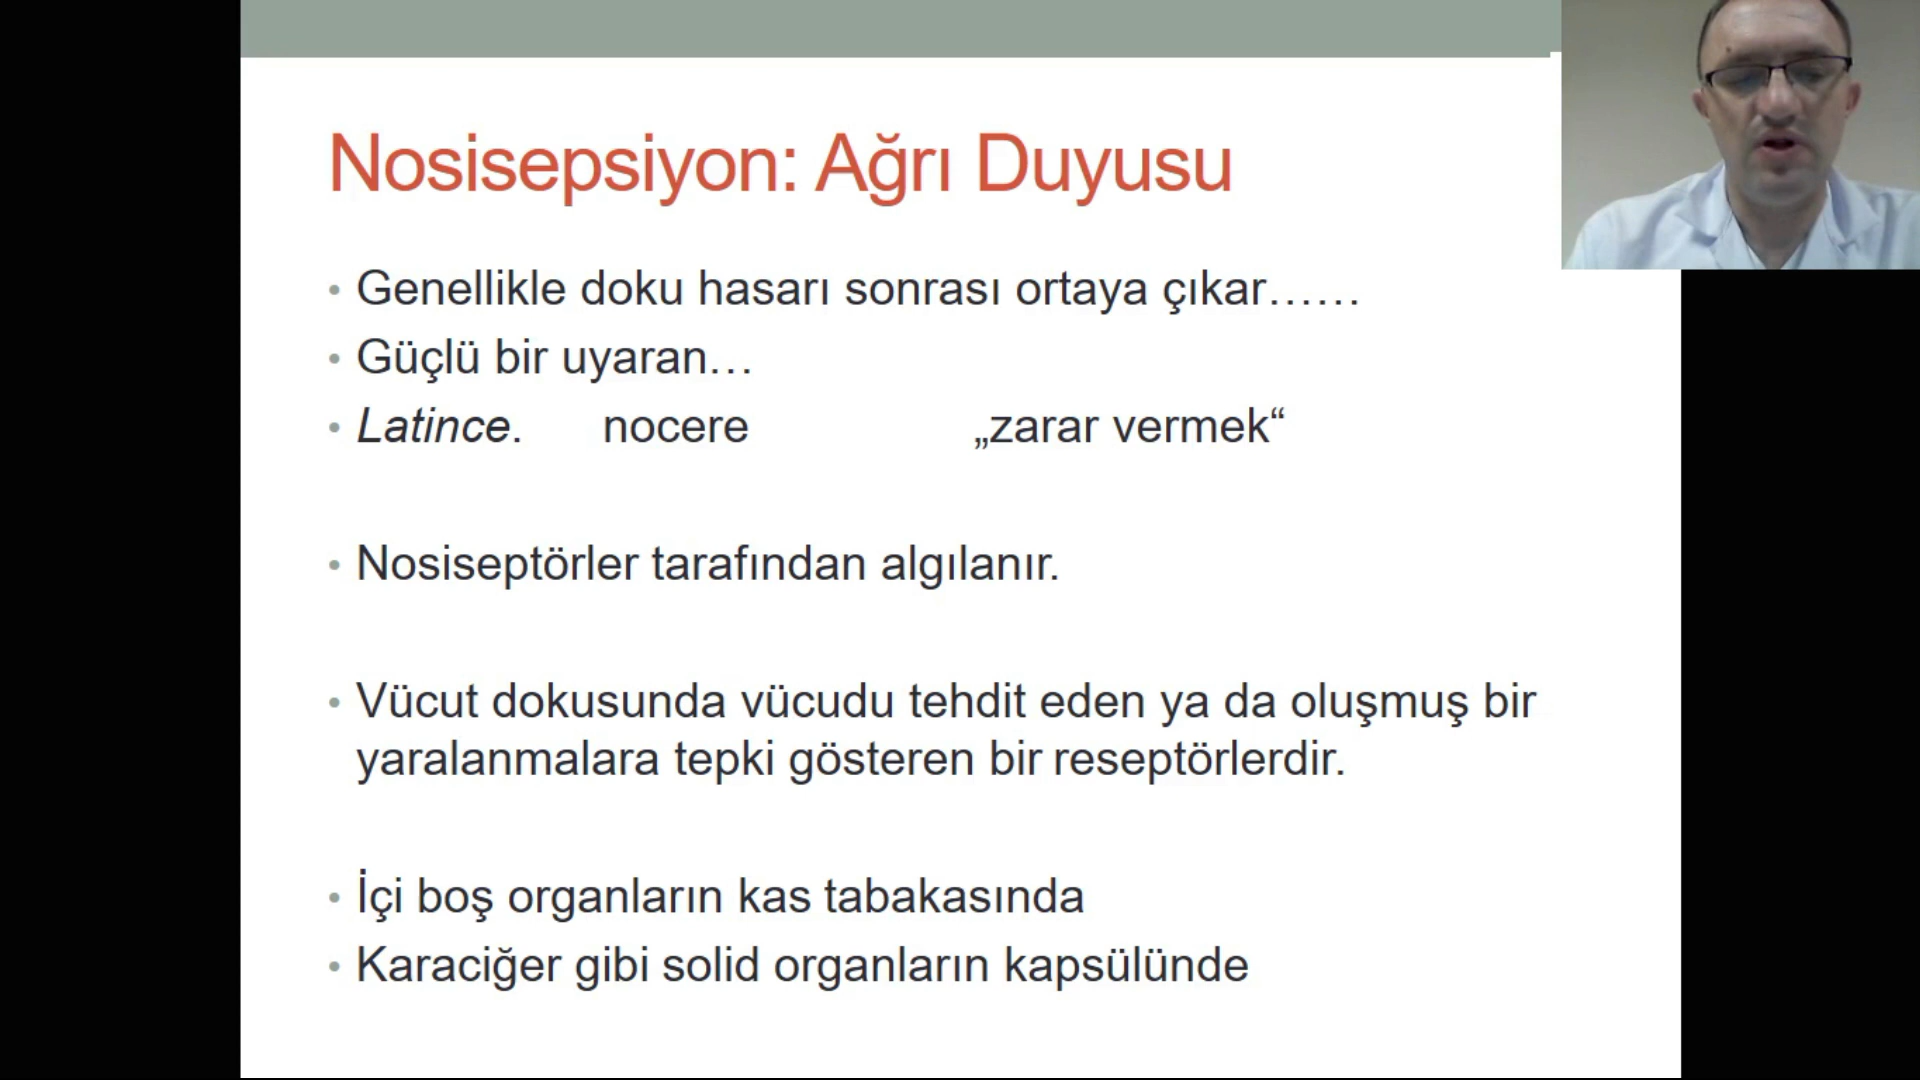 Nosisepsiyon: Ağrı Duyusu
• Genellikle doku hasarı sonrası ortaya çıkar……
• Güçlü bir uyaran…
• Latince. nocere „zarar vermek“
• Nosiseptörler tarafından algılanır.
• Vücut dokusunda vücudu tehdit eden ya da oluşmuş bir
yaralanmalara tepki gösteren bir reseptörlerdir.
• İçi boş organların kas tabakasında
• Karaciğer gibi solid organların kapsülünde